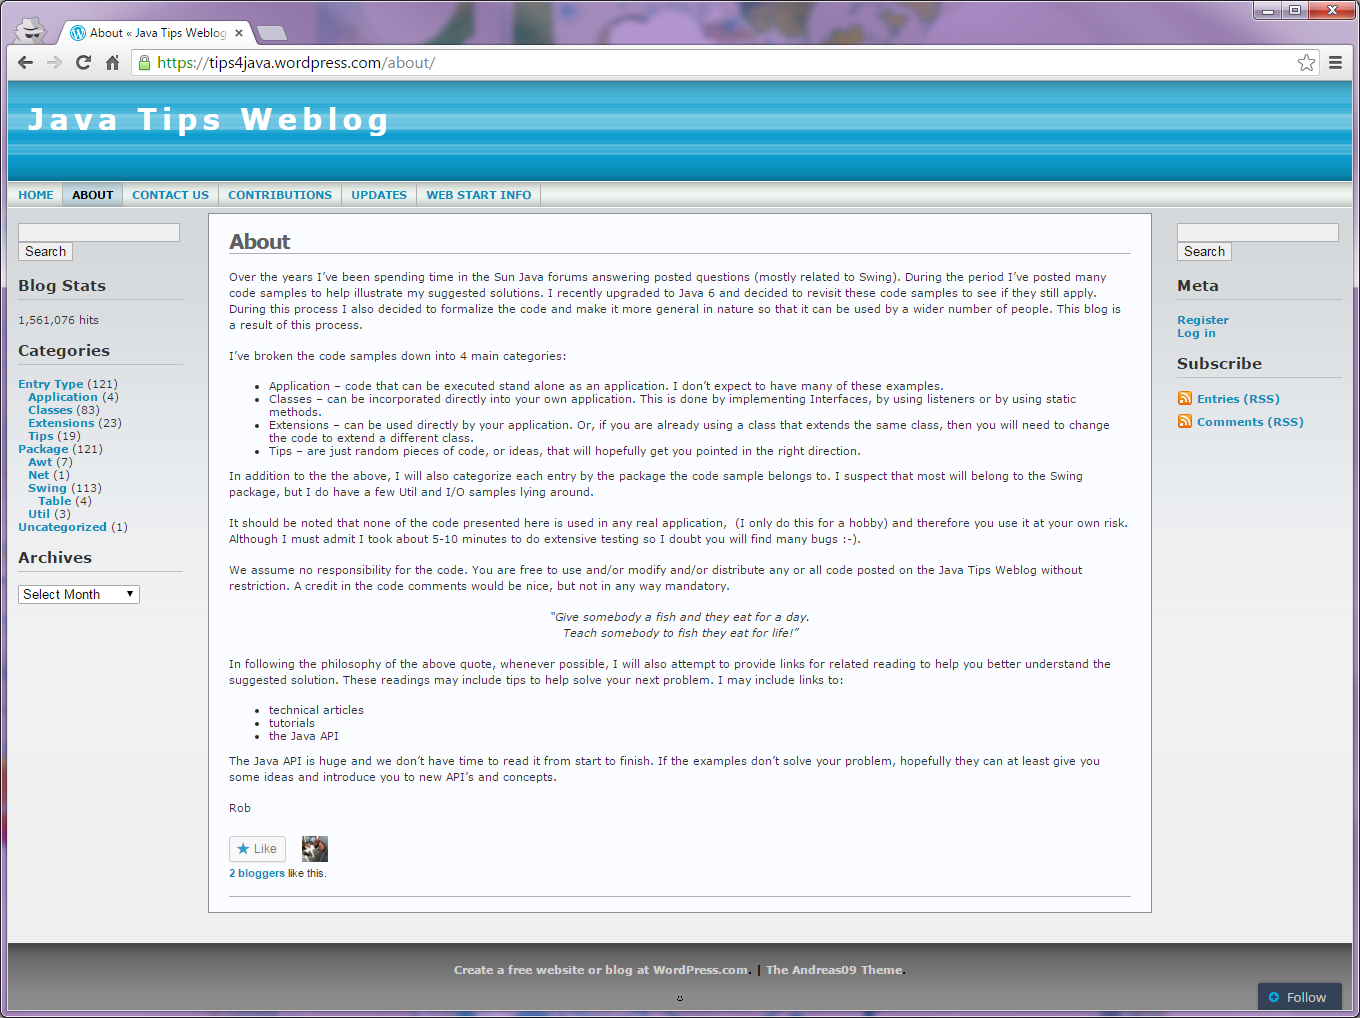 About « Java Tips Weblog
https://tips4java.wordpress.com/about/
Java Tips Weblog
HOME ABOUT CONTACT US CONTRIBUTIONS UPDATES WEB START INFO
Search
Blog Stats
1,561,076 hits
Categories
Entry Type (121)
Application (4)
Classes (83)
Extensions (23)
Tips (19)
Package (121)
Awt (7)
Net (1)
Swing (113)
Table (4)
Util (3)
Uncategorized (1)
Archives
Select Month
About
Over the years I’ve been spending time in the Sun Java forums answering posted questions (mostly related to Swing). During the period I’ve posted many
code samples to help illustrate my suggested solutions. I recently upgraded to Java 6 and decided to revisit these code samples to see if they still apply.
During this process I also decided to formalize the code and make it more general in nature so that it can be used by a wider number of people. This blog is
a result of this process.
I’ve broken the code samples down into 4 main categories:
• Application – code that can be executed stand alone as an application. I don’t expect to have many of these examples.
• Classes – can be incorporated directly into your own application. This is done by implementing Interfaces, by using listeners or by using static
methods.
• Extensions – can be used directly by your application. Or, if you are already using a class that extends the same class, then you will need to change
the code to extend a different class.
• Tips – are just random pieces of code, or ideas, that will hopefully get you pointed in the right direction.
In addition to the the above, I will also categorize each entry by the package the code sample belongs to. I suspect that most will belong to the Swing
package, but I do have a few Util and I/O samples lying around.
It should be noted that none of the code presented here is used in any real application,  (I only do this for a hobby) and therefore you use it at your own risk.
Although I must admit I took about 5-10 minutes to do extensive testing so I doubt you will find many bugs :-).
We assume no responsibility for the code. You are free to use and/or modify and/or distribute any or all code posted on the Java Tips Weblog without
restriction. A credit in the code comments would be nice, but not in any way mandatory.
“Give somebody a fish and they eat for a day.
Teach somebody to fish they eat for life!”
In following the philosophy of the above quote, whenever possible, I will also attempt to provide links for related reading to help you better understand the
suggested solution. These readings may include tips to help solve your next problem. I may include links to:
• technical articles
• tutorials
• the Java API
The Java API is huge and we don’t have time to read it from start to finish. If the examples don’t solve your problem, hopefully they can at least give you
some ideas and introduce you to new API’s and concepts.
Rob
Like
2 bloggers like this.
Search
Meta
Register
Log in
Subscribe
Entries (RSS)
Comments (RSS)
Create a free website or blog at WordPress.com. | The Andreas09 Theme.
Follow